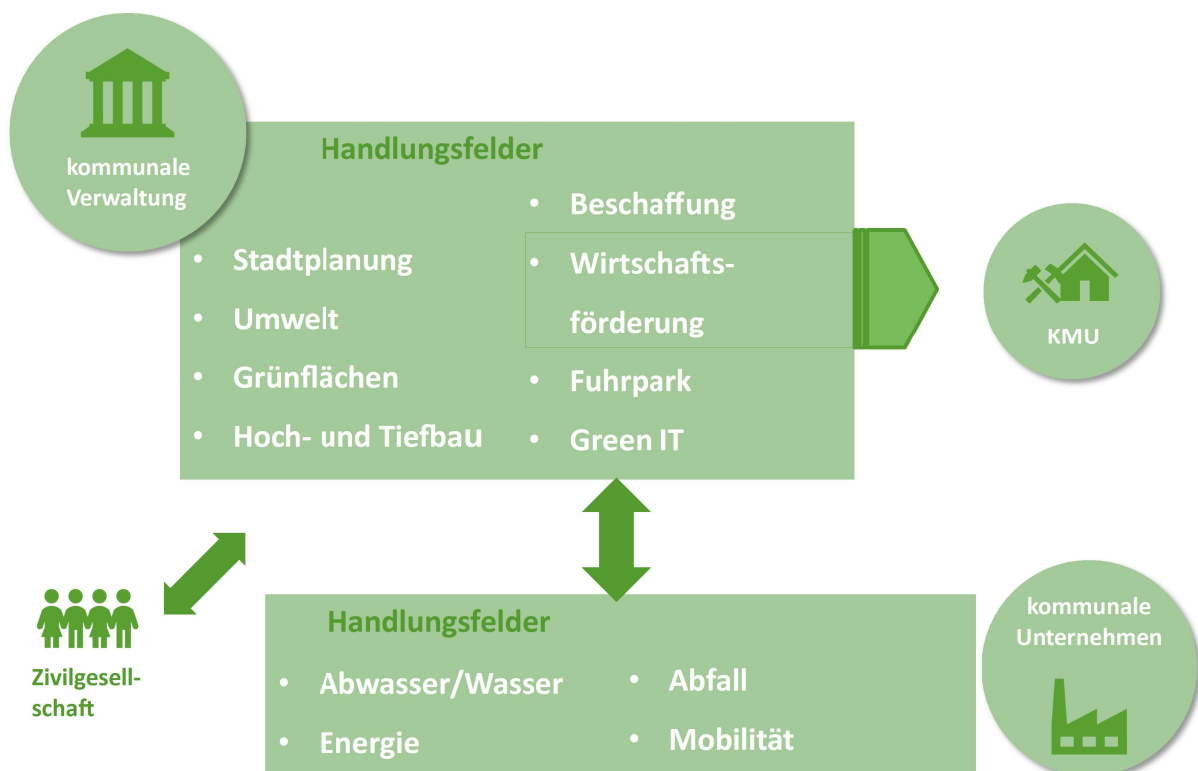 kommunale
Verwaltung
Handlungsfelder
• Stadtplanung
• Umwelt
• Grünflächen
• Hoch- und Tiefbau
• Beschaffung
• Wirtschafts-
förderung
• Fuhrpark
• Green IT
KMU
Zivilgesell-
schaft
Handlungsfelder
• Abwasser/Wasser
• Energie
• Abfall
• Mobilität
kommunale
Unternehmen